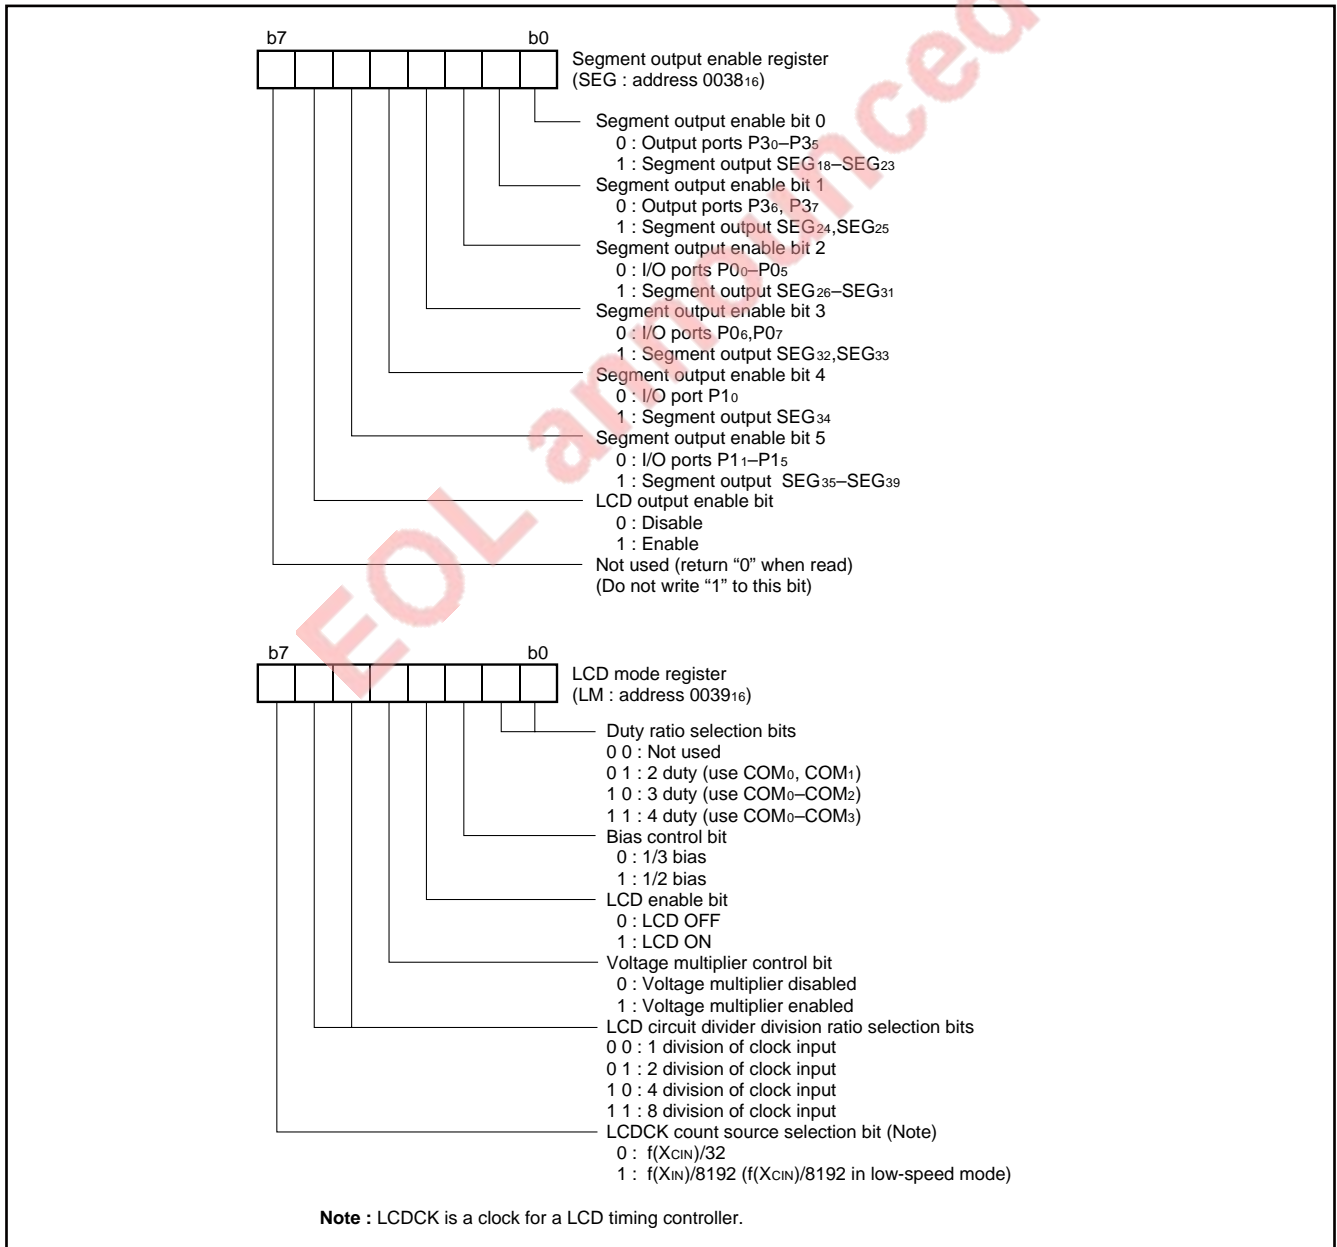 b7 b0
Segment output enable register
(SEG : address 003816)
Segment output enable bit 0
0 : Output ports P30–P35
1 : Segment output SEG18–SEG23
Segment output enable bit 1
0 : Output ports P36, P37
1 : Segment output SEG24,SEG25
Segment output enable bit 2
0 : I/O ports P00–P05
1 : Segment output SEG26–SEG31
Segment output enable bit 3
0 : I/O ports P06,P07
1 : Segment output SEG32,SEG33
Segment output enable bit 4
0 : I/O port P10
1 : Segment output SEG34
Segment output enable bit 5
0 : I/O ports P11–P15
1 : Segment output SEG35–SEG39
LCD output enable bit
0 : Disable
1 : Enable
Not used (return “0” when read)
(Do not write “1” to this bit)
b7 b0
LCD mode register
(LM : address 003916)
Duty ratio selection bits
0 0 : Not used
0 1 : 2 duty (use COM0, COM1)
1 0 : 3 duty (use COM0–COM2)
1 1 : 4 duty (use COM0–COM3)
Bias control bit
0 : 1/3 bias
1 : 1/2 bias
LCD enable bit
0 : LCD OFF
1 : LCD ON
Voltage multiplier control bit
0 : Voltage multiplier disabled
1 : Voltage multiplier enabled
LCD circuit divider division ratio selection bits
0 0 : 1 division of clock input
0 1 : 2 division of clock input
1 0 : 4 division of clock input
1 1 : 8 division of clock input
LCDCK count source selection bit (Note)
0 : f(XCIN)/32
1 : f(XIN)/8192 (f(XCIN)/8192 in low-speed mode)
Note : LCDCK is a clock for a LCD timing controller.
EOL announced